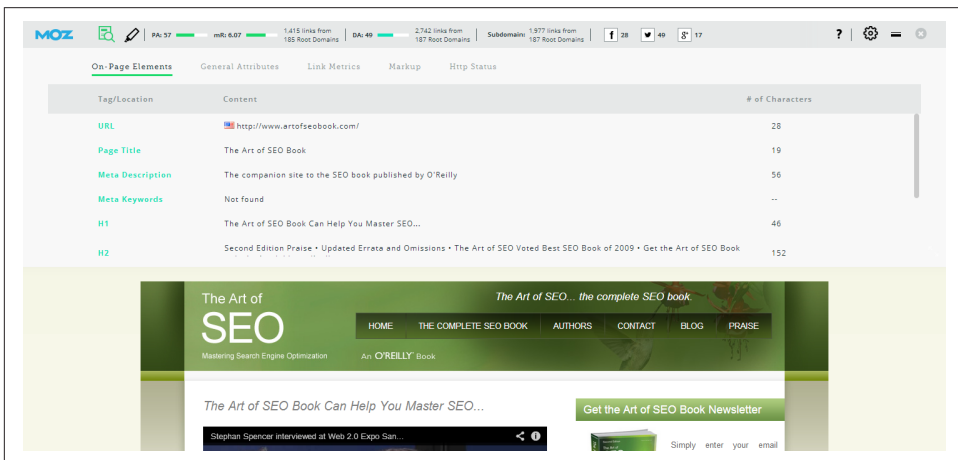 MOZ PA: 57 mR: 6.07 1,415 links from 185 Root Domains DA: 49 2,742 links from 187 Root Domains Subdomain: 1,977 links from 187 Root Domains f 28 49 g+ 17 ?
On-Page Elements General Attributes Link Metrics Markup Http Status
Tag/Location Content # of Characters
URL http://www.artofseobook.com/ 28
Page Title The Art of SEO Book 19
Meta Description The companion site to the SEO book published by O'Reilly 56
Meta Keywords Not found --
H1 The Art of SEO Book Can Help You Master SEO... 46
H2 Second Edition Praise • Updated Errata and Omissions • The Art of SEO Voted Best SEO Book of 2009 • Get the Art of SEO Book 152
The Art of
SEO
Mastering Search Engine Optimization
The Art of SEO... the complete SEO book.
HOME THE COMPLETE SEO BOOK AUTHORS CONTACT BLOG PRAISE
An O'REILLY Book
The Art of SEO Book Can Help You Master SEO...
Stephan Spencer interviewed at Web 2.0 Expo San...
Get the Art of SEO Book Newsletter
Simply enter your email